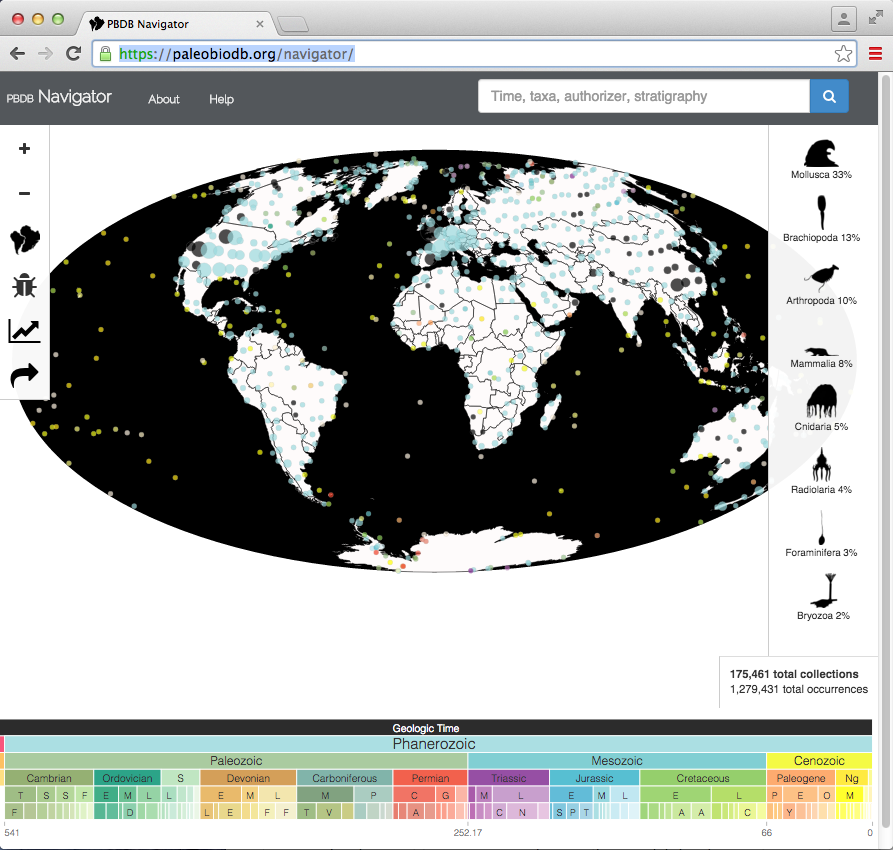 PBDB Navigator
https://paleobiodb.org/navigator/
PBDB Navigator
About
Help
Time, taxa, authorizer, stratigraphy
Mollusca 33%
Brachiopoda 13%
Arthropoda 10%
Mammalia 8%
Cnidaria 5%
Radiolaria 4%
Foraminifera 3%
Bryozoa 2%
175,461 total collections
1,279,431 total occurrences
Geologic Time
Phanerozoic
Paleozoic Mesozoic Cenozoic
Cambrian Ordovician S Devonian Carboniferous Permian Triassic Jurassic Cretaceous Paleogene Ng
T S S F E M L L E M L M P C G M L E M L E L P E O M
F D L E F F T V A C N S P T A A C Y
541 252.17 66 0